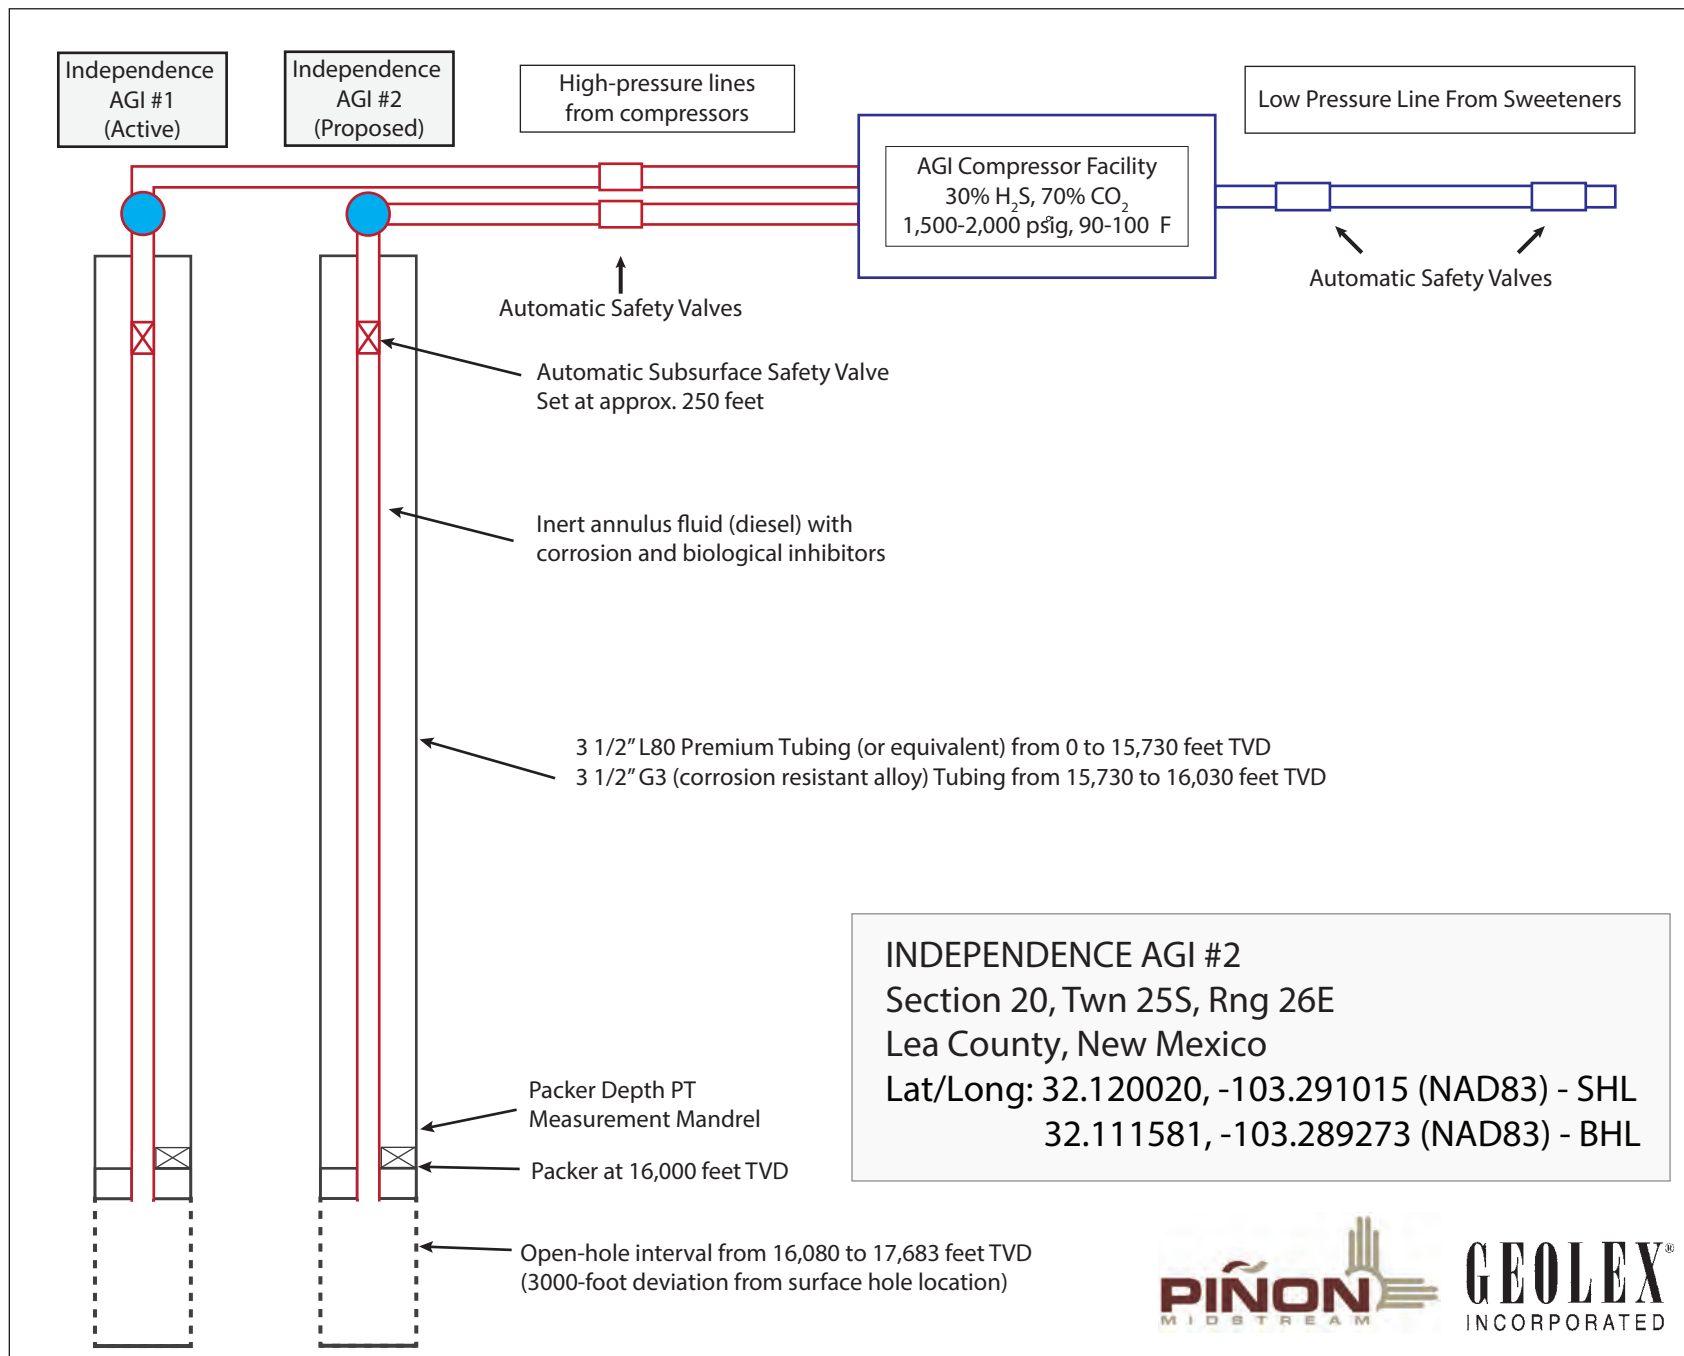 Independence
AGI #1
(Active)
Independence
AGI #2
(Proposed)
High-pressure lines
from compressors
Low Pressure Line From Sweeteners
AGI Compressor Facility
30% H₂S, 70% CO₂
1,500-2,000 psig, 90-100 °F
Automatic Safety Valves
Automatic Safety Valves
Automatic Subsurface Safety Valve
Set at approx. 250 feet
Inert annulus fluid (diesel) with
corrosion and biological inhibitors
3 1/2" L80 Premium Tubing (or equivalent) from 0 to 15,730 feet TVD
3 1/2" G3 (corrosion resistant alloy) Tubing from 15,730 to 16,030 feet TVD
INDEPENDENCE AGI #2
Section 20, Twn 25S, Rng 26E
Lea County, New Mexico
Lat/Long: 32.120020, -103.291015 (NAD83) - SHL
32.111581, -103.289273 (NAD83) - BHL
Packer Depth PT
Measurement Mandrel
Packer at 16,000 feet TVD
Open-hole interval from 16,080 to 17,683 feet TVD
(3000-foot deviation from surface hole location)
PIÑON
MIDSTREAM
GEOLEX®
INCORPORATED